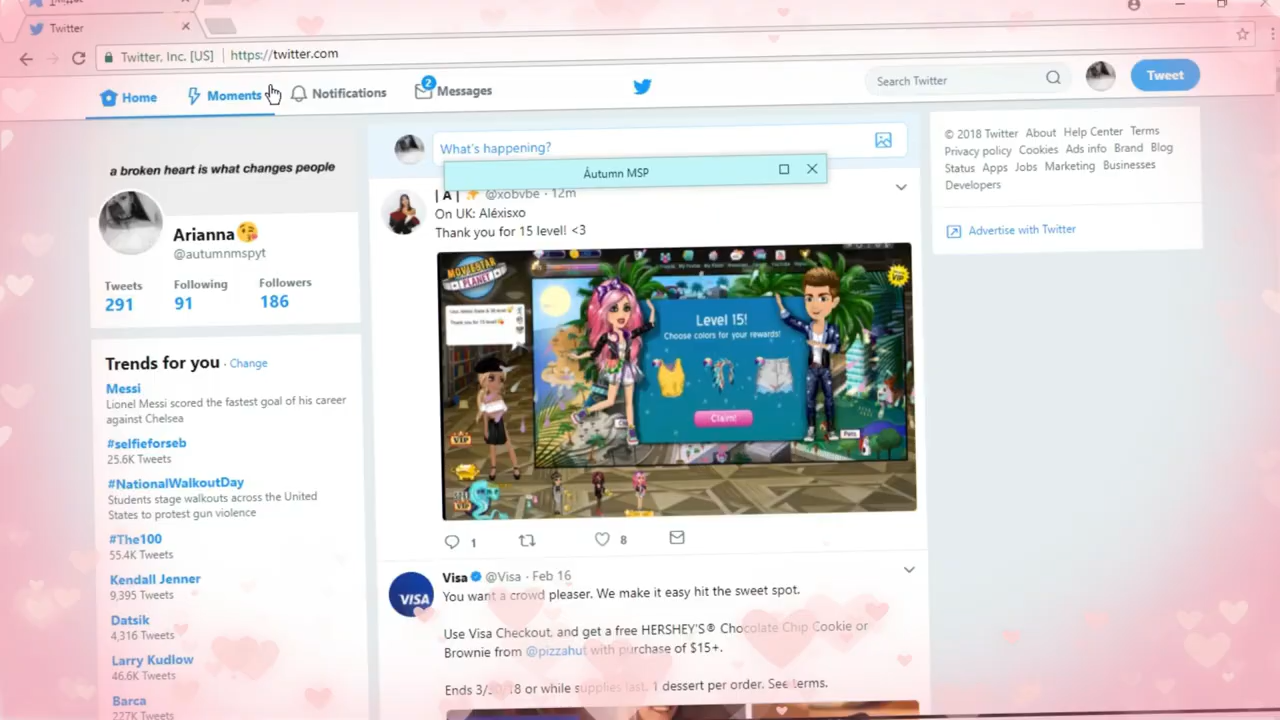 Twitter
Twitter, Inc. [US]
https://twitter.com
Home
Moments
Notifications
2
Messages
Search Twitter
Tweet
a broken heart is what changes people
Arianna😘
@autumnmspyt
Tweets
Following
Followers
291
91
186
Trends for you · Change
Messi
Lionel Messi scored the fastest goal of his career
against Chelsea
#selfieforseb
25.6K Tweets
#NationalWalkoutDay
Students stage walkouts across the United
States to protest gun violence
#The100
55.4K Tweets
Kendall Jenner
9,395 Tweets
Datsik
4,316 Tweets
Larry Kudlow
46.6K Tweets
Barca
227K Tweets
What's happening?
Áutumn MSP
| A | ✨ @xobvbe · 12m
On UK: Aléxisxo
Thank you for 15 level! <3
MOVIESTAR
PLANET
VIP
Level 15!
Choose colors for your rewards!
Claim!
Pets
VIP
VIP
1
8
Visa @Visa · Feb 16
You want a crowd pleaser. We make it easy hit the sweet spot.
Use Visa Checkout, and get a free HERSHEY'S® Chocolate Chip Cookie or
Brownie from @pizzahut with purchase of $15+.
Ends 3/ 18 or while supplies last. 1 dessert per order. See terms.
VISA
© 2018 Twitter About Help Center Terms
Privacy policy Cookies Ads info Brand Blog
Status Apps Jobs Marketing Businesses
Developers
Advertise with Twitter